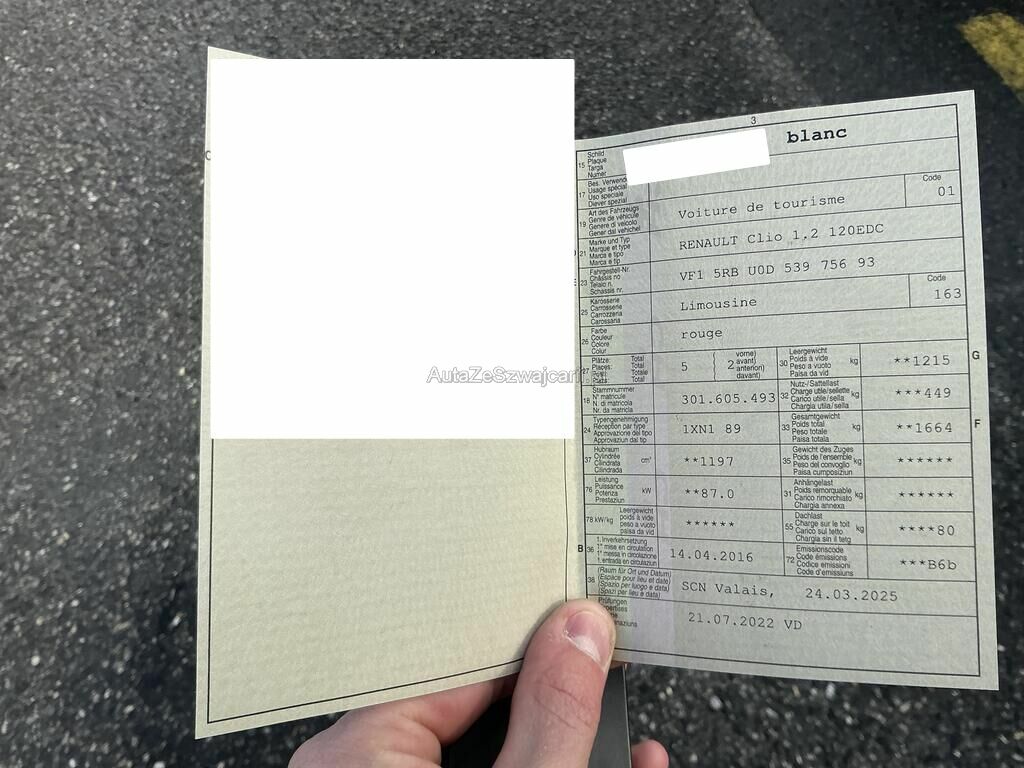 3
blanc
15 Schild
Plaque
Targa
Numer
17 Bes. Verwend
Usage spécial
Uso speciale
Diever spezial
19 Art des Fahrzeugs
Genre de véhicule
Genere di veicolo
Gener dal vehichel
Voiture de tourisme
Code
01
21 Marke und Typ
Marque et type
Marca e tipo
Marca e tip
RENAULT Clio 1.2 120EDC
E 23 Fahrgestell-Nr.
Châssis no
Telaio n.
Schassis nr.
VF1 5RB U0D 539 756 93
25 Karosserie
Carrosserie
Carrozzeria
Carossaria
Limousine
Code
163
26 Farbe
Couleur
Colore
Colur
rouge
27 Plätze: Total
Places: Total
Posti: Totale
Plazs: Total
5
( 2 vorne)
avant)
anteriori)
davant)
30 Leergewicht
Poids à vide
Peso a vuoto
Paisa da vid
kg
**1215
G
18 Stammnummer
N° matricule
N. di matricola
Nr. da matricla
301.605.493
32 Nutz-/Sattellast
Charge utile/sellette
Carico utile/sella
Chargia utila/sella
kg
***449
24 Typengenehmigung
Réception par type
Approvazione del tipo
Approvaziun dal tip
1XN1 89
33 Gesamtgewicht
Poids total
Peso totale
Paisa totala
kg
**1664
F
37 Hubraum
Cylindrée
Cilindrata
Cilindrada
cm³
**1197
35 Gewicht des Zuges
Poids de l'ensemble
Peso del convoglio
Paisa cumposiziun
kg
******
76 Leistung
Puissance
Potenza
Prestaziun
kW
**87.0
31 Anhängelast
Poids remorquable
Carico rimorchiato
Chargia annexa
kg
******
78 kW/kg
Leergewicht
poids à vide
peso a vuoto
paisa da vid
******
55 Dachlast
Charge sur le toit
Carico sul tetto
Chargia sin il tetg
kg
****80
B 36 1. Inverkehrsetzung
1re mise en circulation
1a messa in circolazione
1. entrada en circulaziun
14.04.2016
72 Emissionscode
Code émissions
Codice emissioni
Code d'emissiuns
***B6b
38 (Raum für Ort und Datum)
(Espace pour lieu et date)
(Spazio per luogo e data)
(Spazi per lieu e data)
SCN Valais, 24.03.2025
Prüfungen
21.07.2022 VD
C
AutaZeSzwajcarii